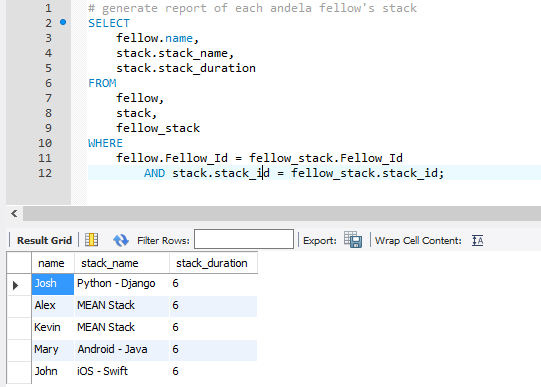 1 # generate report of each andela fellow's stack
2 SELECT
3 fellow.name,
4 stack.stack_name,
5 stack.stack_duration
6 FROM
7 fellow,
8 stack,
9 fellow_stack
10 WHERE
11 fellow.Fellow_Id = fellow_stack.Fellow_Id
12 AND stack.stack_id = fellow_stack.stack_id;
Result Grid Filter Rows: Export: Wrap Cell Content:
name stack_name stack_duration
Josh Python - Django 6
Alex MEAN Stack 6
Kevin MEAN Stack 6
Mary Android - Java 6
John iOS - Swift 6